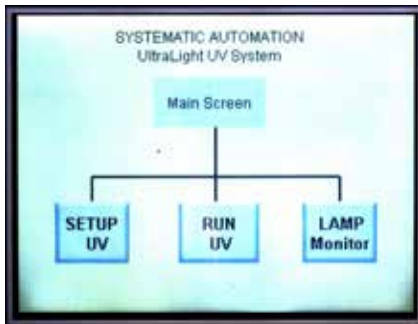 SYSTEMATIC AUTOMATION
UltraLight UV System
Main Screen
SETUP
UV
RUN
UV
LAMP
Monitor